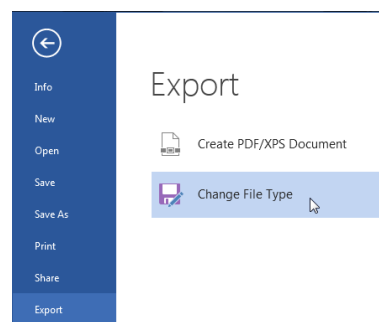 Info
New
Open
Save
Save As
Print
Share
Export
Export
Create PDF/XPS Document
Change File Type